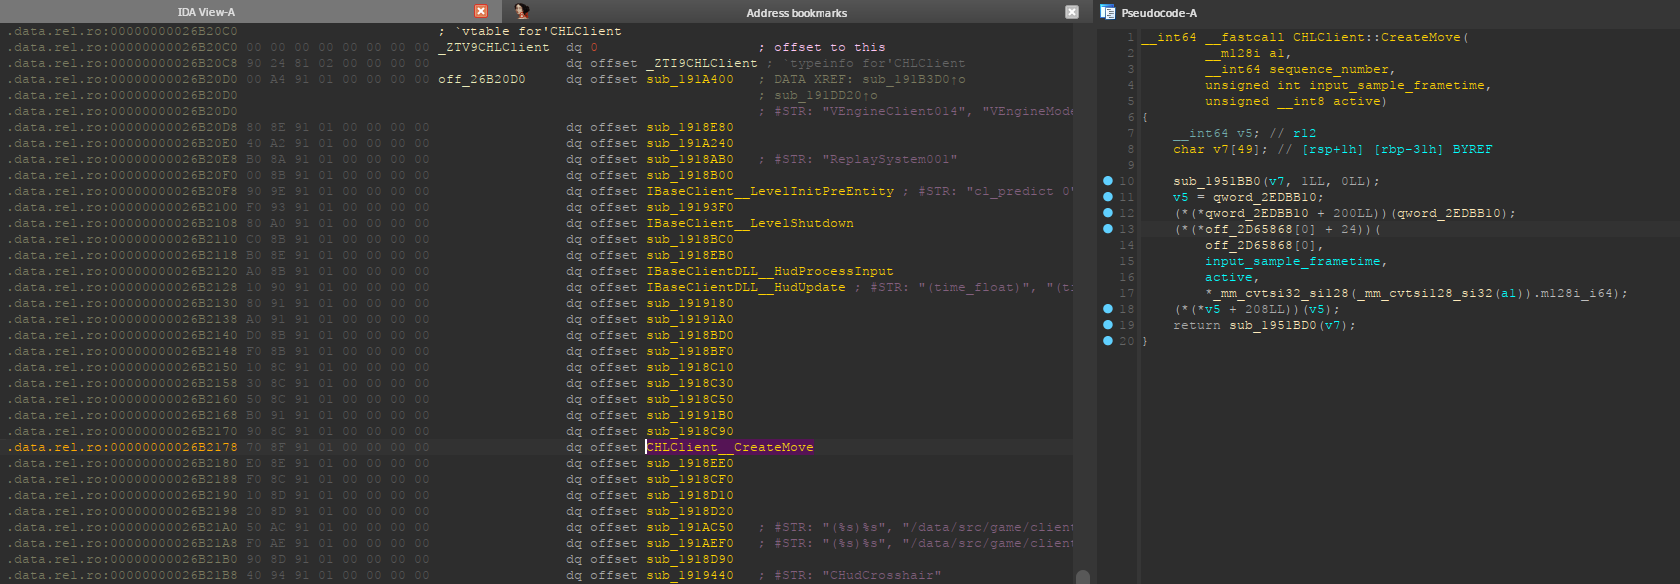 IDA View-A
Address bookmarks
.data.rel.ro:00000000026B20C0 ; `vtable for'CHLClient
.data.rel.ro:00000000026B20C0 00 00 00 00 00 00 00 00 _ZTV9CHLClient dq 0 ; offset to this
.data.rel.ro:00000000026B20C8 90 24 81 02 00 00 00 00 dq offset _ZTI9CHLClient ; `typeinfo for'CHLClient
.data.rel.ro:00000000026B20D0 00 A4 91 01 00 00 00 00 off_26B20D0 dq offset sub_191A400 ; DATA XREF: sub_191B3D0↑o
.data.rel.ro:00000000026B20D0 ; sub_191DD20↑o
.data.rel.ro:00000000026B20D0 ; #STR: "VEngineClient014", "VEngineMode
.data.rel.ro:00000000026B20D8 80 8E 91 01 00 00 00 00 dq offset sub_1918E80
.data.rel.ro:00000000026B20E0 40 A2 91 01 00 00 00 00 dq offset sub_191A240
.data.rel.ro:00000000026B20E8 B0 8A 91 01 00 00 00 00 dq offset sub_1918AB0 ; #STR: "ReplaySystem001"
.data.rel.ro:00000000026B20F0 00 8B 91 01 00 00 00 00 dq offset sub_1918B00
.data.rel.ro:00000000026B20F8 90 9E 91 01 00 00 00 00 dq offset IBaseClient__LevelInitPreEntity ; #STR: "cl_predict 0"
.data.rel.ro:00000000026B2100 F0 93 91 01 00 00 00 00 dq offset sub_19193F0
.data.rel.ro:00000000026B2108 80 A0 91 01 00 00 00 00 dq offset IBaseClient__LevelShutdown
.data.rel.ro:00000000026B2110 C0 8B 91 01 00 00 00 00 dq offset sub_1918BC0
.data.rel.ro:00000000026B2118 B0 8E 91 01 00 00 00 00 dq offset sub_1918EB0
.data.rel.ro:00000000026B2120 A0 8B 91 01 00 00 00 00 dq offset IBaseClientDLL__HudProcessInput
.data.rel.ro:00000000026B2128 10 90 91 01 00 00 00 00 dq offset IBaseClientDLL__HudUpdate ; #STR: "(time_float)", "(ti
.data.rel.ro:00000000026B2130 80 91 91 01 00 00 00 00 dq offset sub_1919180
.data.rel.ro:00000000026B2138 A0 91 91 01 00 00 00 00 dq offset sub_19191A0
.data.rel.ro:00000000026B2140 D0 8B 91 01 00 00 00 00 dq offset sub_1918BD0
.data.rel.ro:00000000026B2148 F0 8B 91 01 00 00 00 00 dq offset sub_1918BF0
.data.rel.ro:00000000026B2150 10 8C 91 01 00 00 00 00 dq offset sub_1918C10
.data.rel.ro:00000000026B2158 30 8C 91 01 00 00 00 00 dq offset sub_1918C30
.data.rel.ro:00000000026B2160 50 8C 91 01 00 00 00 00 dq offset sub_1918C50
.data.rel.ro:00000000026B2168 B0 91 91 01 00 00 00 00 dq offset sub_19191B0
.data.rel.ro:00000000026B2170 90 8C 91 01 00 00 00 00 dq offset sub_1918C90
.data.rel.ro:00000000026B2178 70 8F 91 01 00 00 00 00 dq offset CHLClient__CreateMove
.data.rel.ro:00000000026B2180 E0 8E 91 01 00 00 00 00 dq offset sub_1918EE0
.data.rel.ro:00000000026B2188 F0 8C 91 01 00 00 00 00 dq offset sub_1918CF0
.data.rel.ro:00000000026B2190 10 8D 91 01 00 00 00 00 dq offset sub_1918D10
.data.rel.ro:00000000026B2198 20 8D 91 01 00 00 00 00 dq offset sub_1918D20
.data.rel.ro:00000000026B21A0 50 AC 91 01 00 00 00 00 dq offset sub_191AC50 ; #STR: "(%s)%s", "/data/src/game/client
.data.rel.ro:00000000026B21A8 F0 AE 91 01 00 00 00 00 dq offset sub_191AEF0 ; #STR: "(%s)%s", "/data/src/game/client
.data.rel.ro:00000000026B21B0 90 8D 91 01 00 00 00 00 dq offset sub_1918D90
.data.rel.ro:00000000026B21B8 40 94 91 01 00 00 00 00 dq offset sub_1919440 ; #STR: "CHudCrosshair"
Pseudocode-A
1 __int64 __fastcall CHLClient::CreateMove(
2 __m128i a1,
3 __int64 sequence_number,
4 unsigned int input_sample_frametime,
5 unsigned __int8 active)
6 {
7 __int64 v5; // r12
8 char v7[49]; // [rsp+1h] [rbp-31h] BYREF
9
10 sub_1951BB0(v7, 1LL, 0LL);
11 v5 = qword_2EDBB10;
12 (*(*qword_2EDBB10 + 200LL))(qword_2EDBB10);
13 (*(*off_2D65868[0] + 24))(
14 off_2D65868[0],
15 input_sample_frametime,
16 active,
17 *_mm_cvtsi32_si128(_mm_cvtsi128_si32(a1)).m128i_i64);
18 (*(*v5 + 208LL))(v5);
19 return sub_1951BD0(v7);
20 }